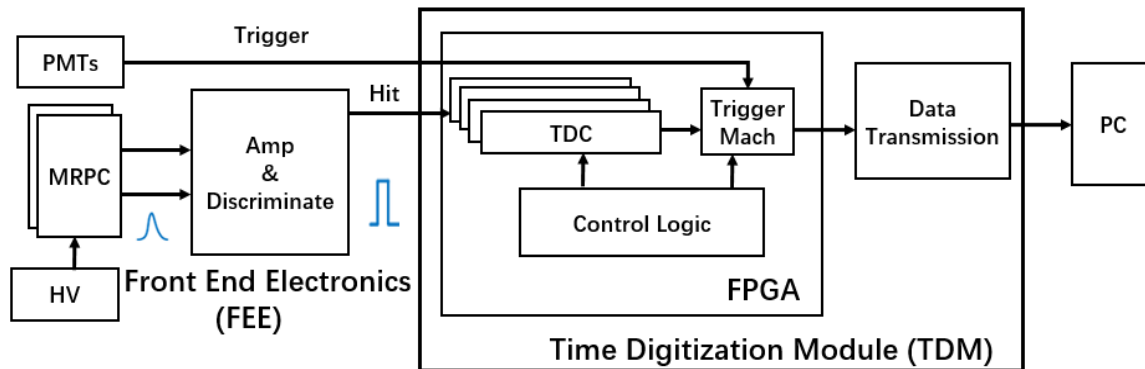 Trigger
PMTs
Hit
MRPC
Amp
&
Discriminate
TDC
Trigger
Mach
Data
Transmission
PC
Control Logic
HV
Front End Electronics
(FEE)
FPGA
Time Digitization Module (TDM)